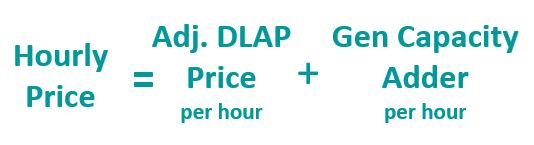 Hourly
Price
=
Adj. DLAP
Price
per hour
+
Gen Capacity
Adder
per hour